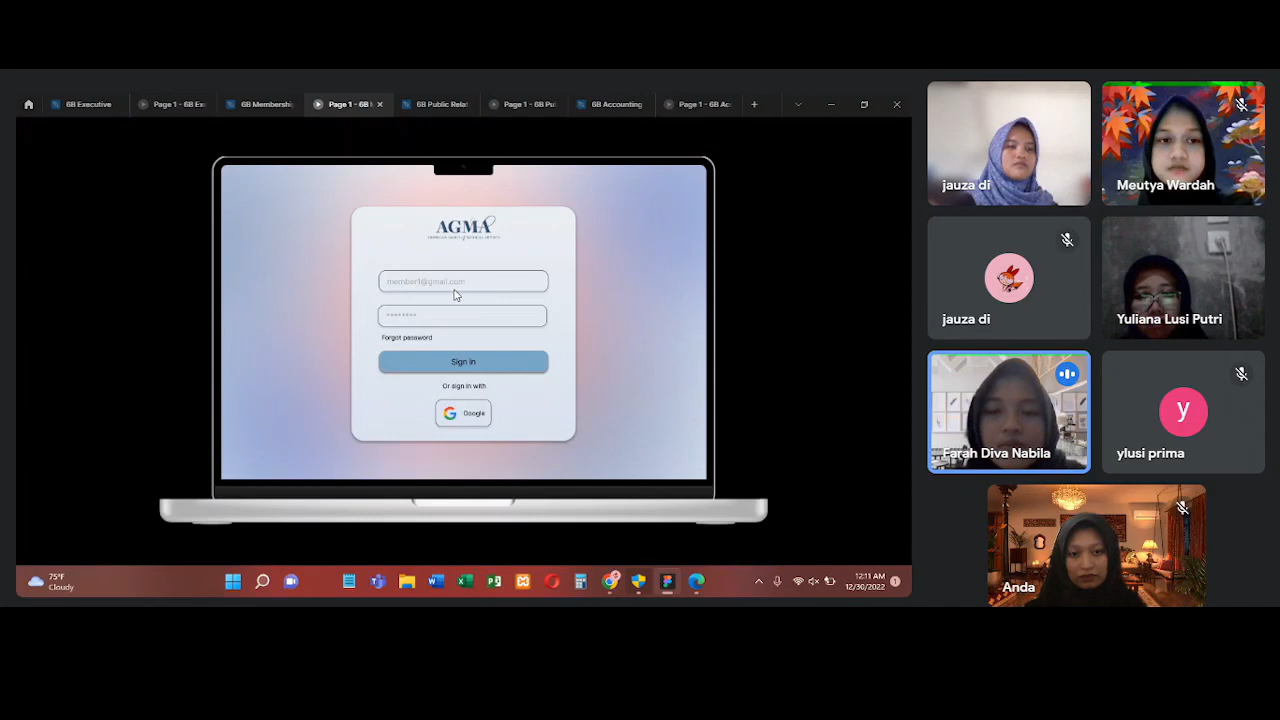 6B Executive
Page 1 - 6B Exe
6B Membership
Page 1 - 6B
6B Public Relat
Page 1 - 6B Pu
6B Accounting
Page 1 - 6B Ac
AGMA
member1@gmail.com
********
Forgot password
Sign in
Or sign in with
Google
75°F
Cloudy
12:11 AM
12/30/2022
1
jauza di
Meutya Wardah
jauza di
Yuliana Lusi Putri
Farah Diva Nabila
y
ylusi prima
Anda